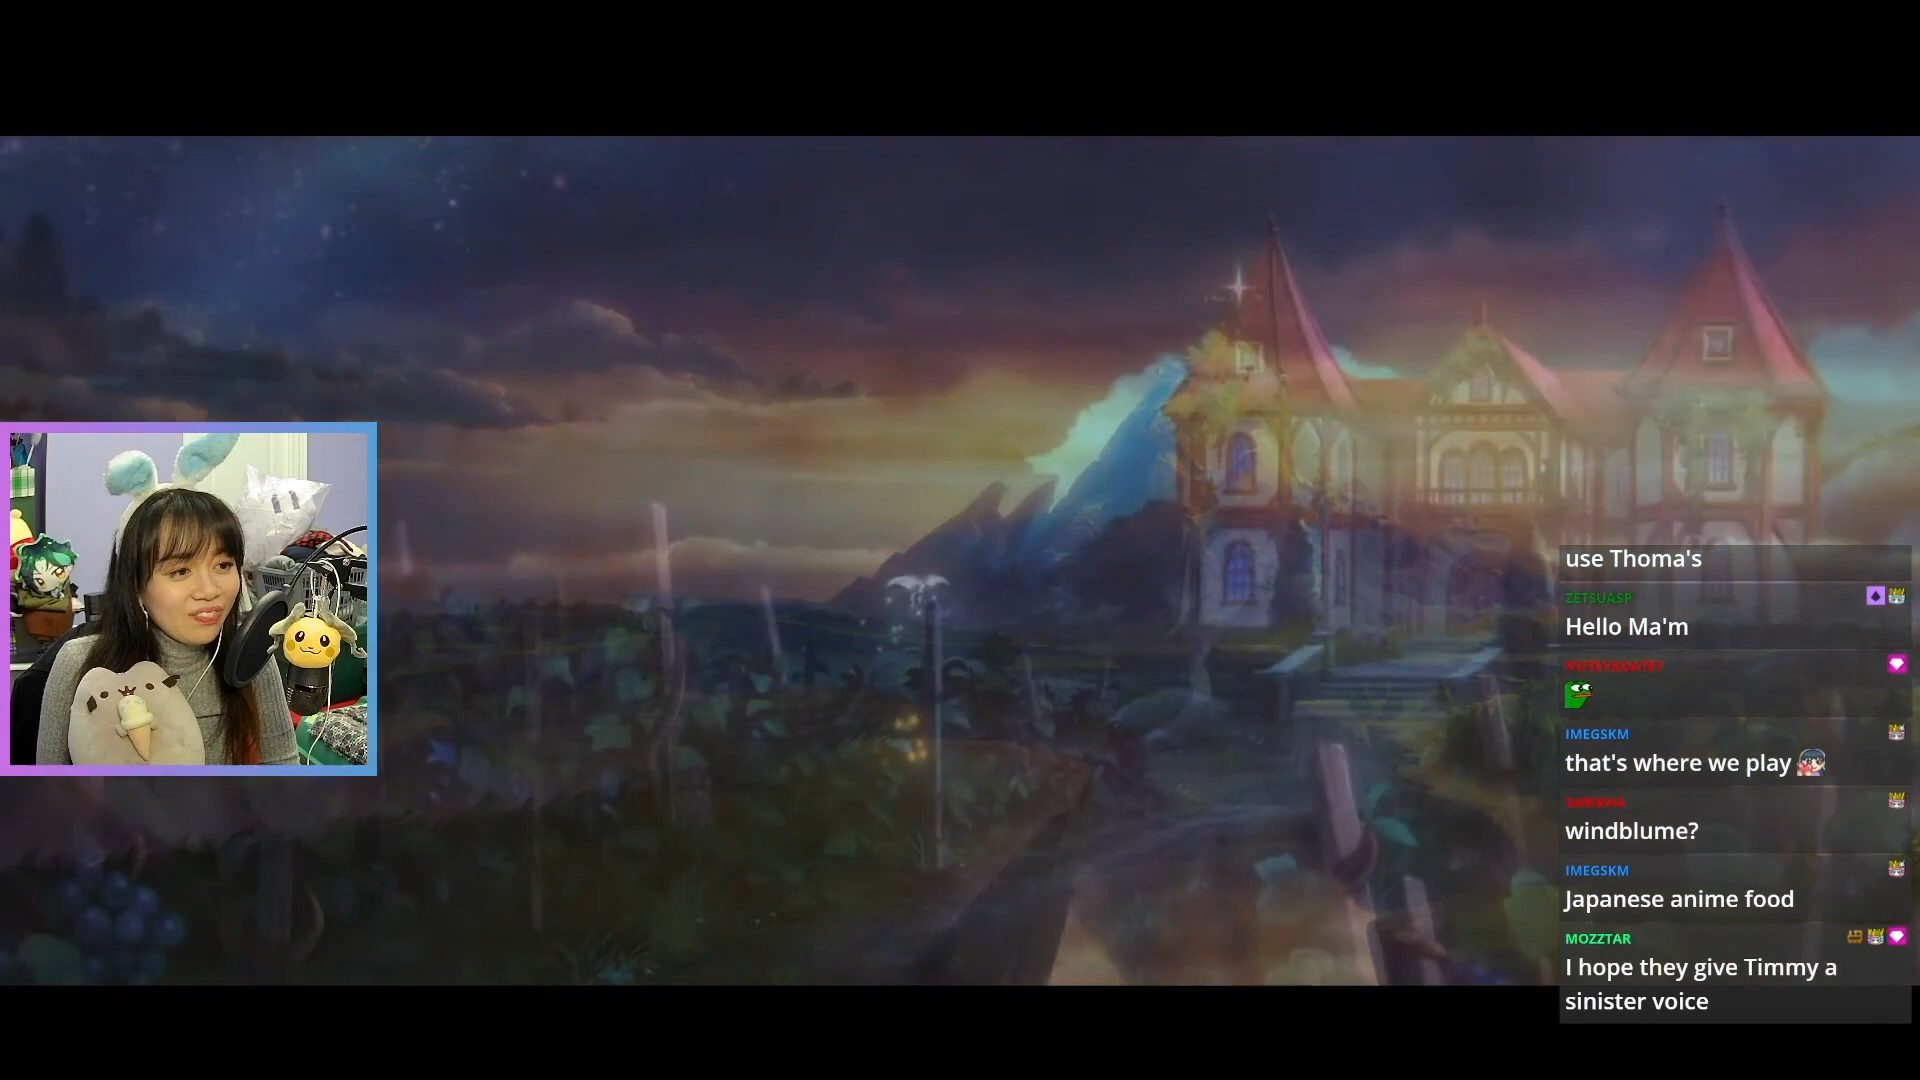 use Thoma's
ZETSUASP
Hello Ma'm
IMEGSKM
that's where we play
windblume?
IMEGSKM
Japanese anime food
MOZZTAR
I hope they give Timmy a
sinister voice